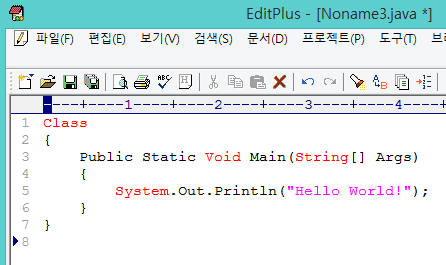 EditPlus - [Noname3.java *]
파일(F) 편집(E) 보기(V) 검색(S) 문서(D) 프로젝트(P) 도구(T) 브
----+----1----+----2----+----3----+----4----+
1 Class
2 {
3     Public Static Void Main(String[] Args)
4     {
5         System.Out.Println("Hello World!");
6     }
7 }
8